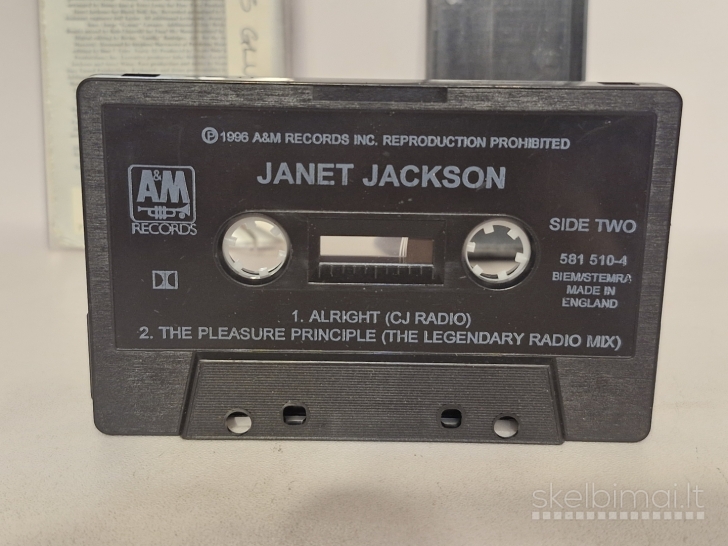 ℗ 1996 A&M RECORDS INC. REPRODUCTION PROHIBITED
JANET JACKSON
A&M
RECORDS
SIDE TWO
581 510-4
BIEM/STEMRA
MADE IN
ENGLAND
1. ALRIGHT (CJ RADIO)
2. THE PLEASURE PRINCIPLE (THE LEGENDARY RADIO MIX)
skelbimai.lt